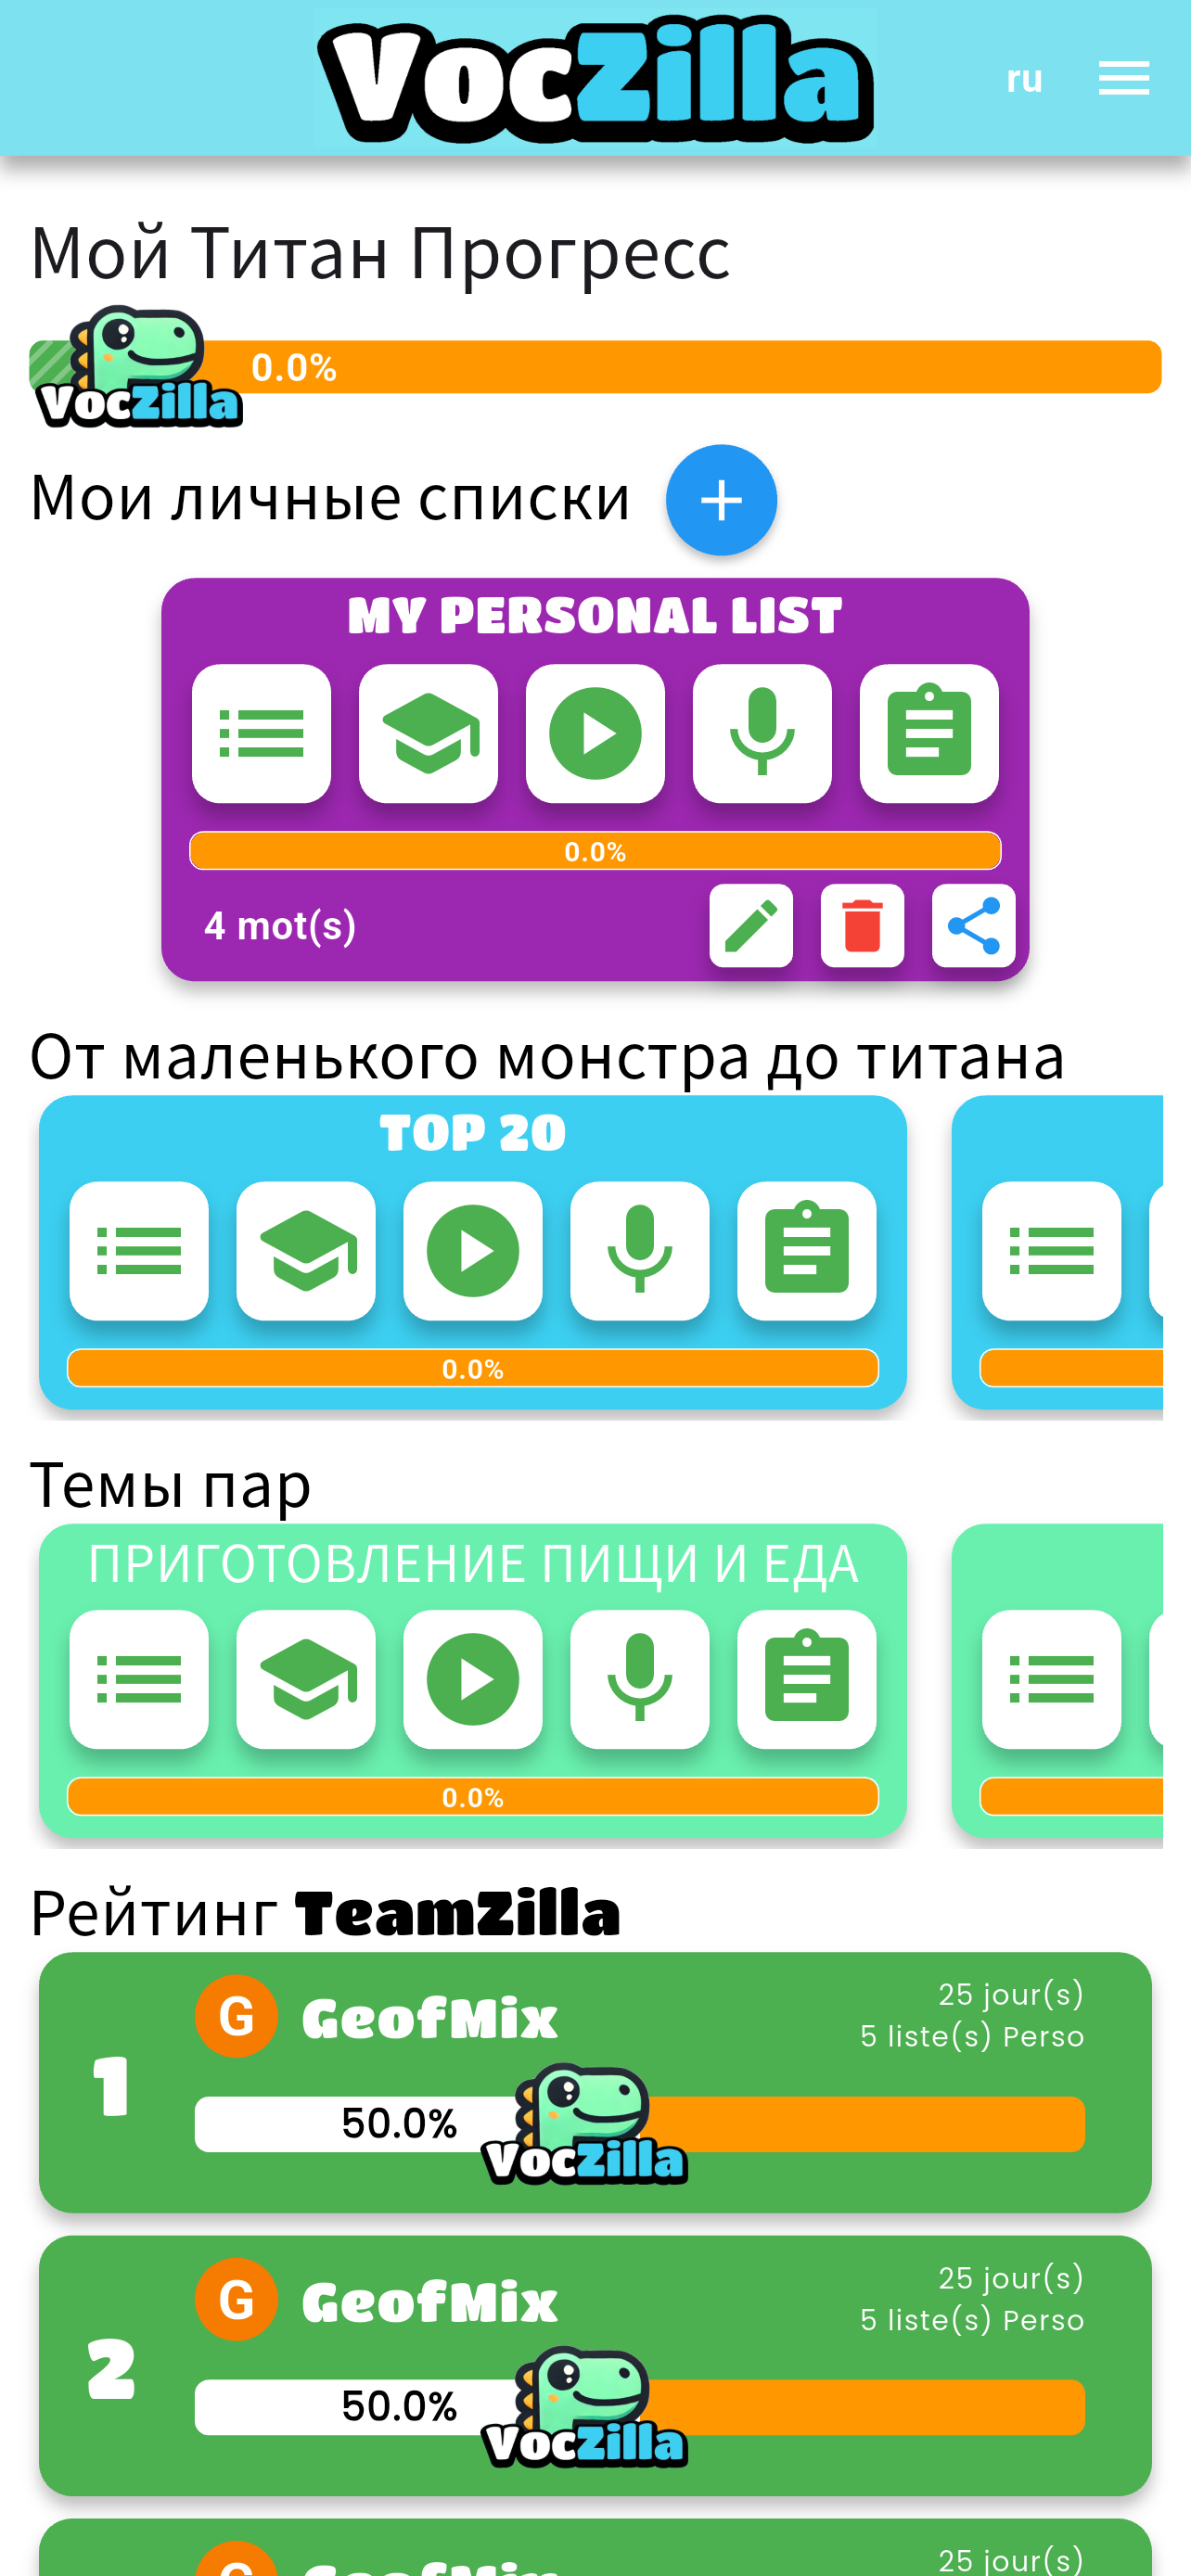 VocZilla
ru
Мой Титан Прогресс
VocZilla
0.0%
Мои личные списки
MY PERSONAL LIST
0.0%
4 mot(s)
От маленького монстра до титана
TOP 20
0.0%
Темы пар
ПРИГОТОВЛЕНИЕ ПИЩИ И ЕДА
0.0%
Рейтинг TeamZilla
1
G
GeofMix
25 jour(s)
5 liste(s) Perso
50.0%
VocZilla
2
G
GeofMix
25 jour(s)
5 liste(s) Perso
50.0%
VocZilla
25 jour(s)